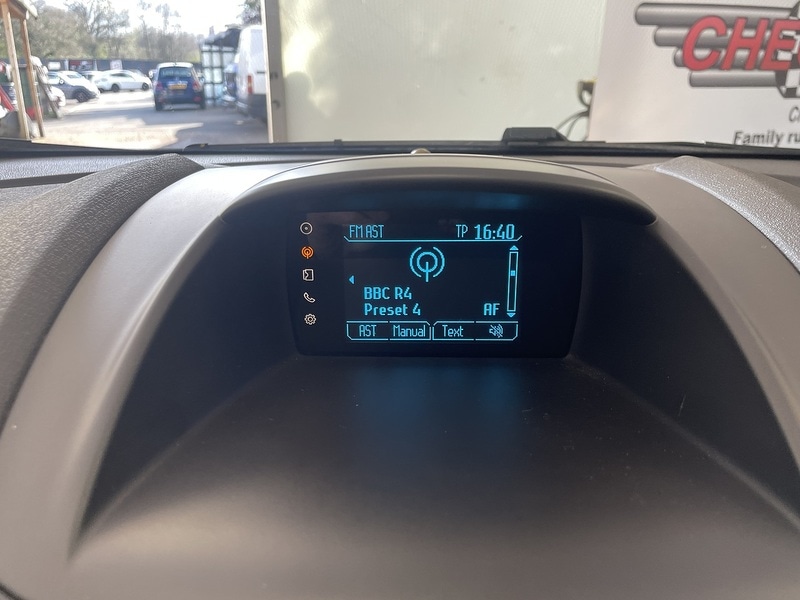 CHE
Family ru
FM AST TP 16:40
BBC R4
Preset 4 AF
AST Manual Text